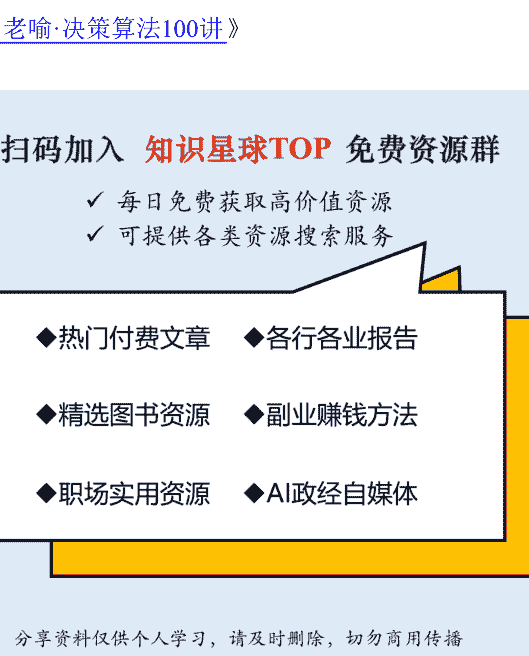 老喻·决策算法100讲》
扫码加入 知识星球TOP 免费资源群
✓ 每日免费获取高价值资源
✓ 可提供各类资源搜索服务
◆热门付费文章 ◆各行各业报告
◆精选图书资源 ◆副业赚钱方法
◆职场实用资源 ◆AI政经自媒体
分享资料仅供个人学习，请及时删除，切勿商用传播